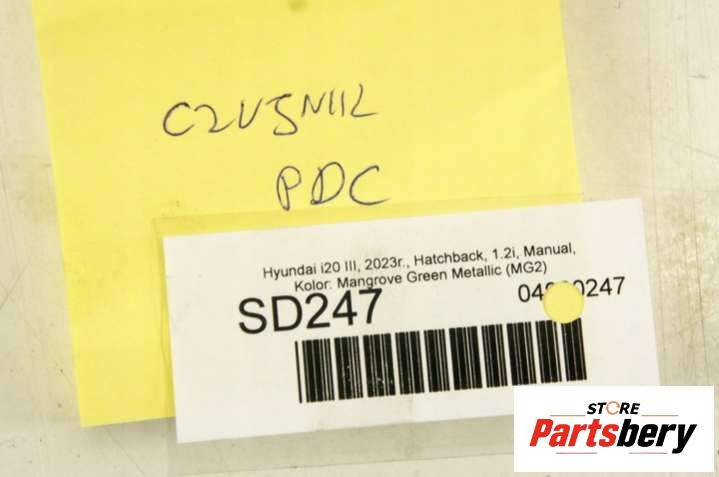 C2V5N11L
PDC
Hyundai i20 III, 2023r., Hatchback, 1.2i, Manual,
Kolor: Mangrove Green Metallic (MG2)
SD247
STORE
Partsbery